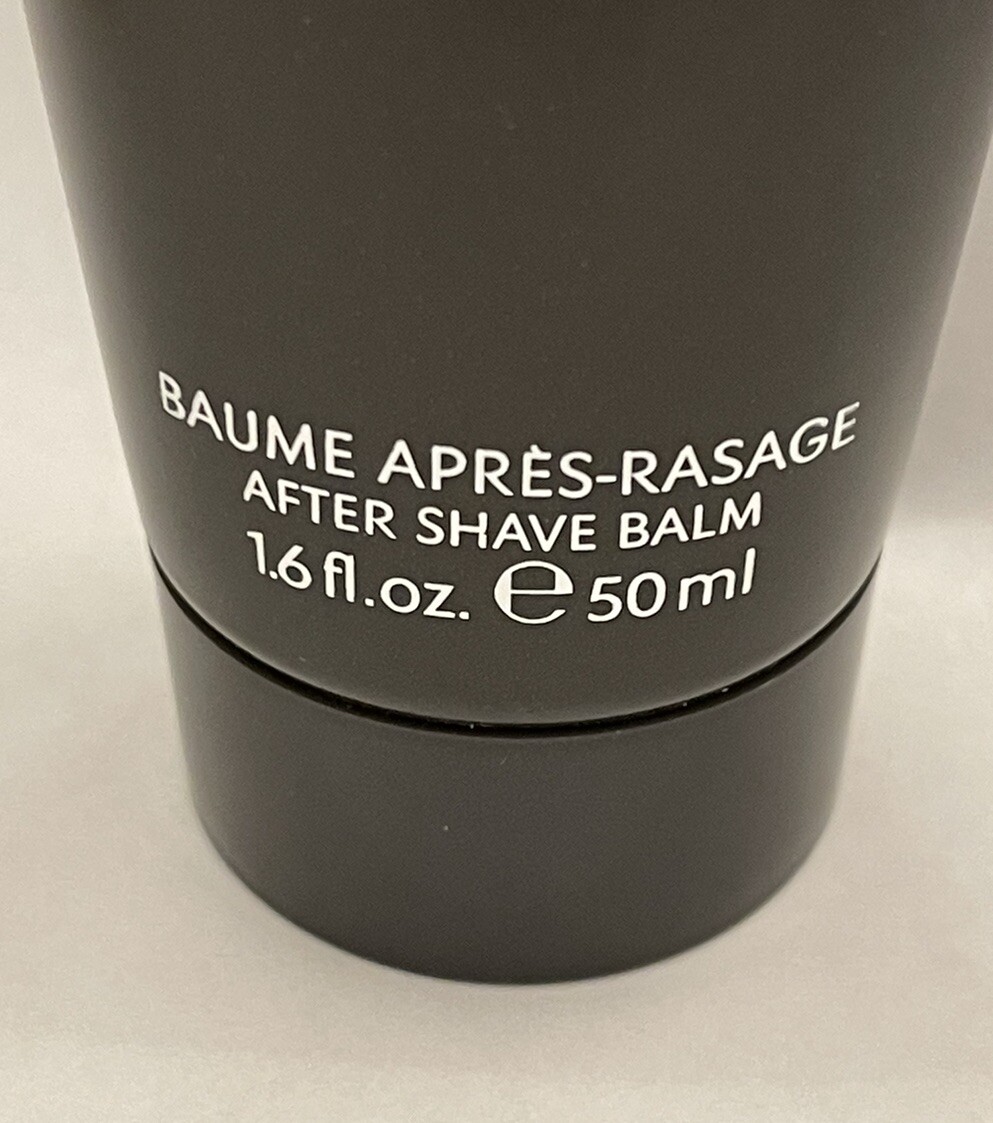 BAUME APRÈS-RASAGE
AFTER SHAVE BALM
1.6 fl.oz. ℮ 50 ml